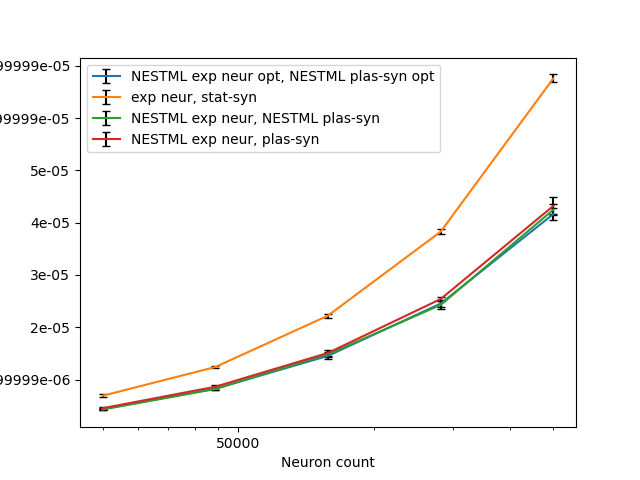 99999e-05
NESTML exp neur opt, NESTML plas-syn opt
exp neur, stat-syn
99999e-05
NESTML exp neur, NESTML plas-syn
NESTML exp neur, plas-syn
5e-05
4e-05
3e-05
2e-05
99999e-06
50000
Neuron count